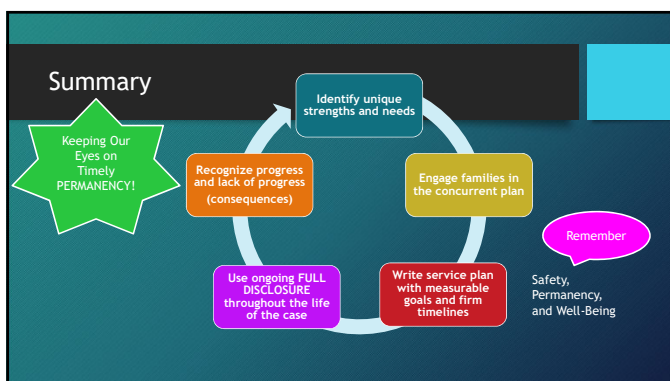 Summary
Keeping Our
Eyes on
Timely
PERMANENCY!
Identify unique
strengths and needs
Engage families in
the concurrent plan
Write service plan
with measurable
goals and firm
timelines
Use ongoing FULL
DISCLOSURE
throughout the life
of the case
Recognize progress
and lack of progress
(consequences)
Remember
Safety,
Permanency,
and Well-Being